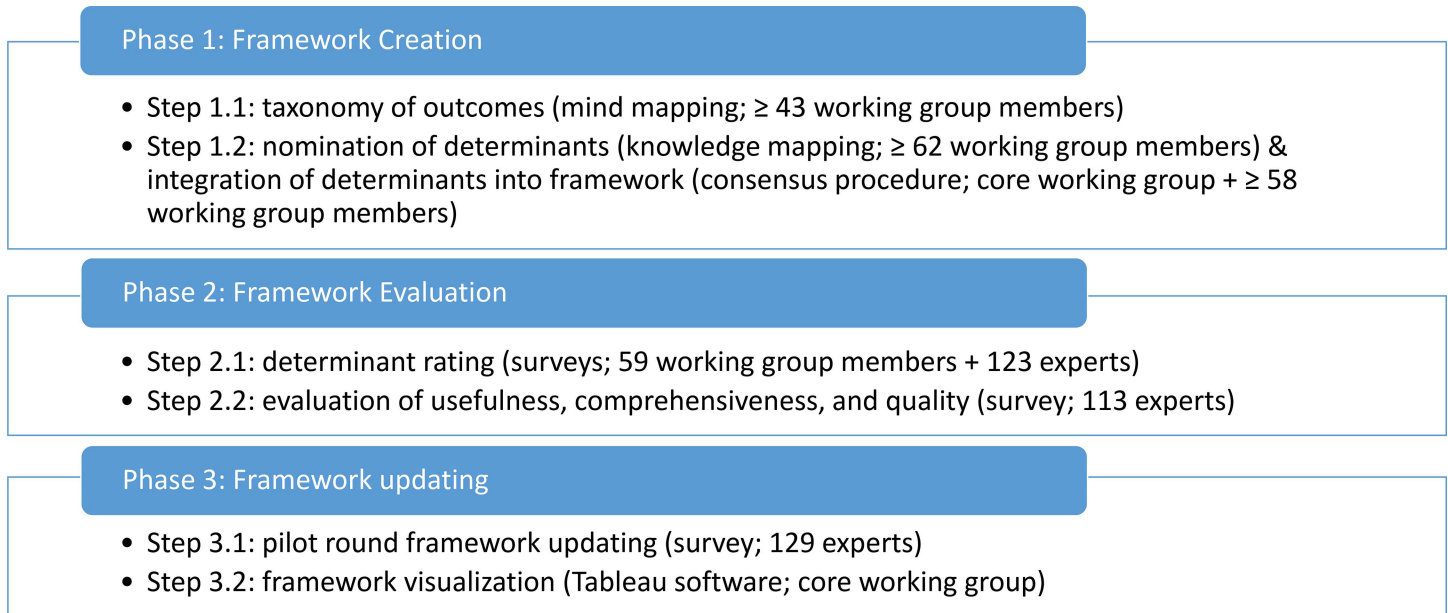 Phase 1: Framework Creation
• Step 1.1: taxonomy of outcomes (mind mapping; ≥ 43 working group members)
• Step 1.2: nomination of determinants (knowledge mapping; ≥ 62 working group members) &
integration of determinants into framework (consensus procedure; core working group + ≥ 58
working group members)
Phase 2: Framework Evaluation
• Step 2.1: determinant rating (surveys; 59 working group members + 123 experts)
• Step 2.2: evaluation of usefulness, comprehensiveness, and quality (survey; 113 experts)
Phase 3: Framework updating
• Step 3.1: pilot round framework updating (survey; 129 experts)
• Step 3.2: framework visualization (Tableau software; core working group)